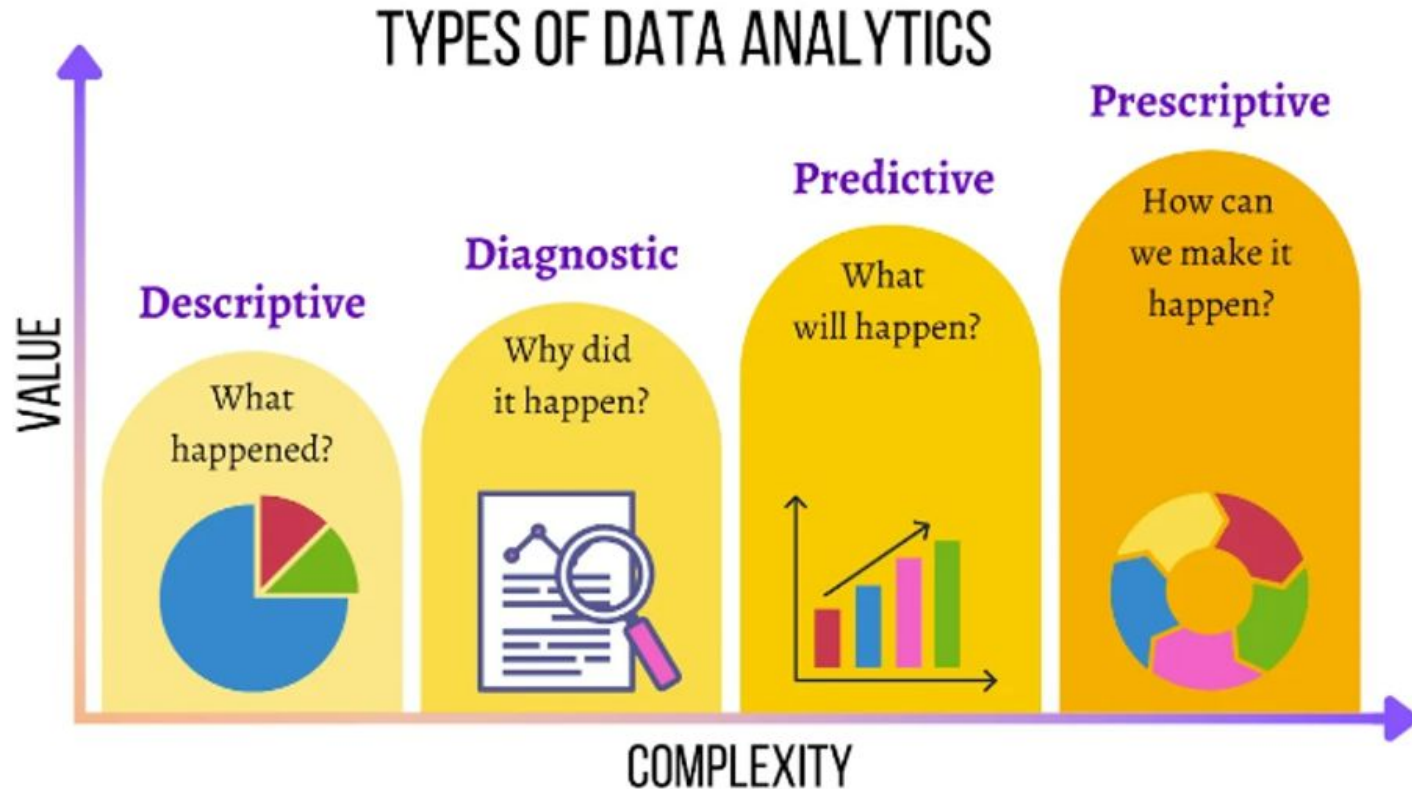 TYPES OF DATA ANALYTICS
Descriptive
What
happened?
Diagnostic
Why did
it happen?
Predictive
What
will happen?
Prescriptive
How can
we make it
happen?
VALUE
COMPLEXITY